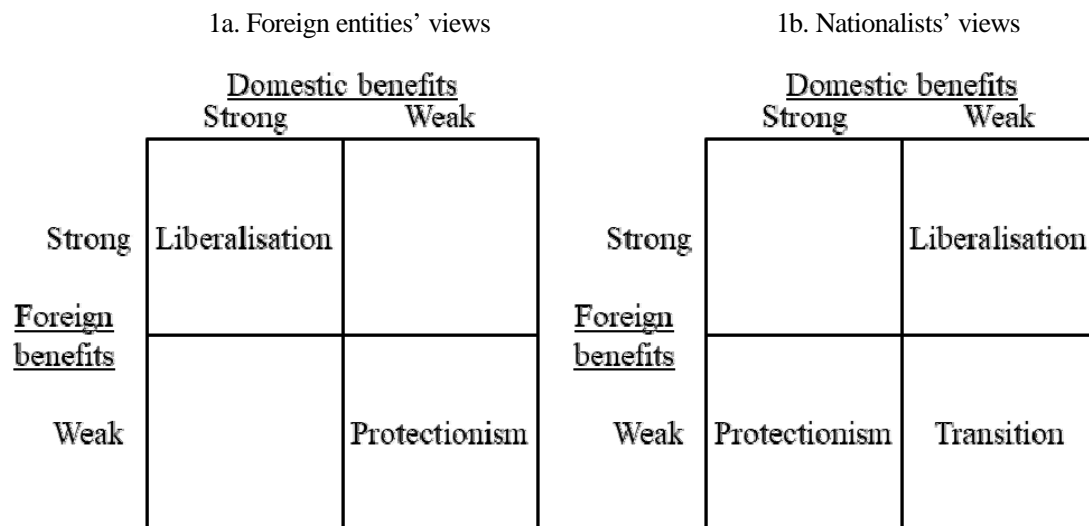 1a. Foreign entities’ views
1b. Nationalists’ views
Domestic benefits
Domestic benefits
Strong
Weak
Strong
Weak
Strong
Liberalisation
Strong
Liberalisation
Foreign
benefits
Foreign
benefits
Weak
Protectionism
Weak
Protectionism
Transition